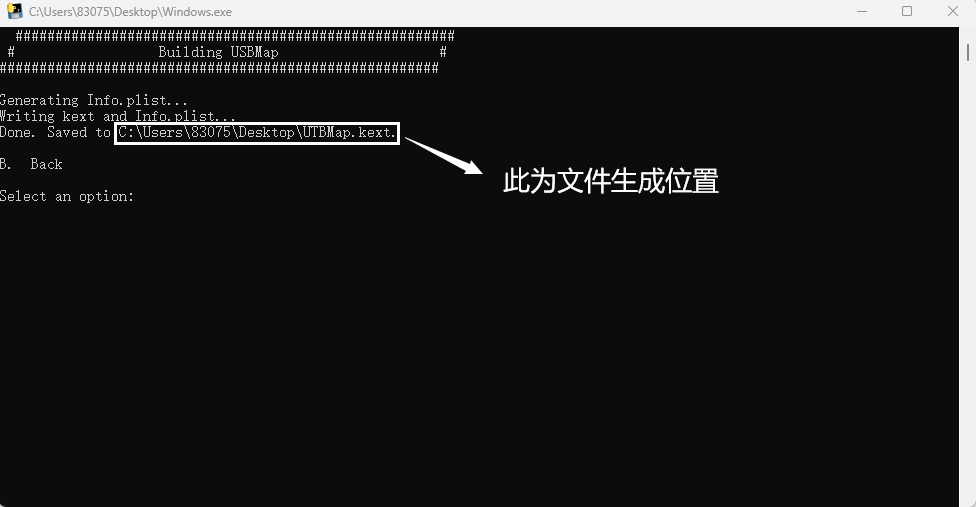 C:\Users\83075\Desktop\Windows.exe
#######################################################
# Building USBMap #
#######################################################
Generating Info.plist...
Writing kext and Info.plist...
Done. Saved to C:\Users\83075\Desktop\UTBMap.kext.
此为文件生成位置
B. Back
Select an option: